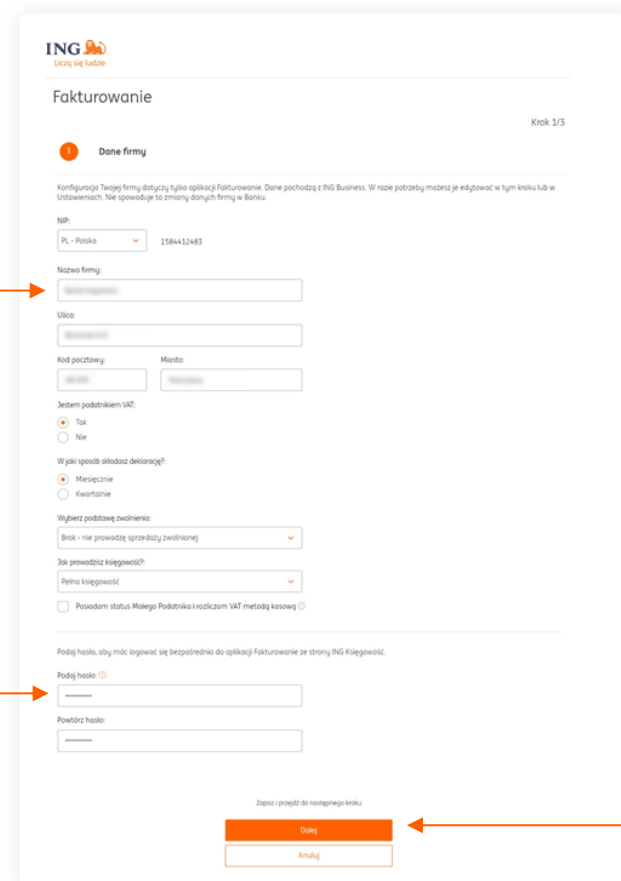 ING
Liczą się ludzie
Fakturowanie
Krok 1/3
1 Dane firmy
Konfiguracja Twojej firmy dotyczy tylko aplikacji Fakturowanie. Dane pochodzą z ING Business. W razie potrzeby możesz je edytować w tym kroku lub w
Ustawieniach. Nie spowoduje to zmiany danych firmy w Banku.
NIP:
PL - Polska 1584412483
Nazwa firmy:
Ulica:
Kod pocztowy: Miasto:
Jestem podatnikiem VAT:
Tak
Nie
W jaki sposób składasz deklarację?:
Miesięcznie
Kwartalnie
Wybierz podstawę zwolnienia:
Brak - nie prowadzę sprzedaży zwolnionej
Jak prowadzisz księgowość?:
Pełna księgowość
Posiadam status Małego Podatnika i rozliczam VAT metodą kasową ?
Podaj hasło, aby móc logować się bezpośrednio do aplikacji Fakturowanie ze strony ING Księgowość.
Podaj hasło: ?
Powtórz hasło:
Zapisz i przejdź do następnego kroku
Dalej
Anuluj